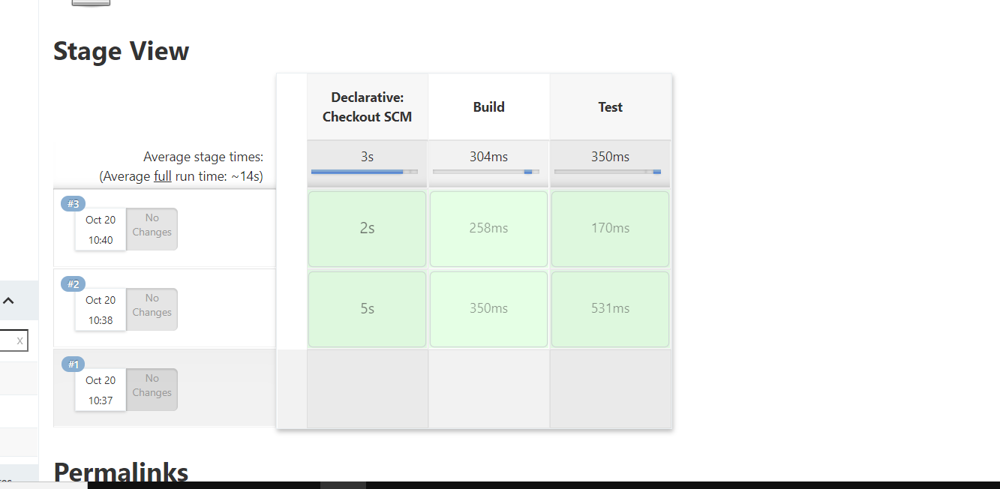 Stage View
Declarative:
Checkout SCM
Build
Test
Average stage times:
(Average full run time: ~14s)
3s
304ms
350ms
#3
Oct 20
10:40
No
Changes
2s
258ms
170ms
#2
Oct 20
10:38
No
Changes
5s
350ms
531ms
#1
Oct 20
10:37
No
Changes
X
Permalinks